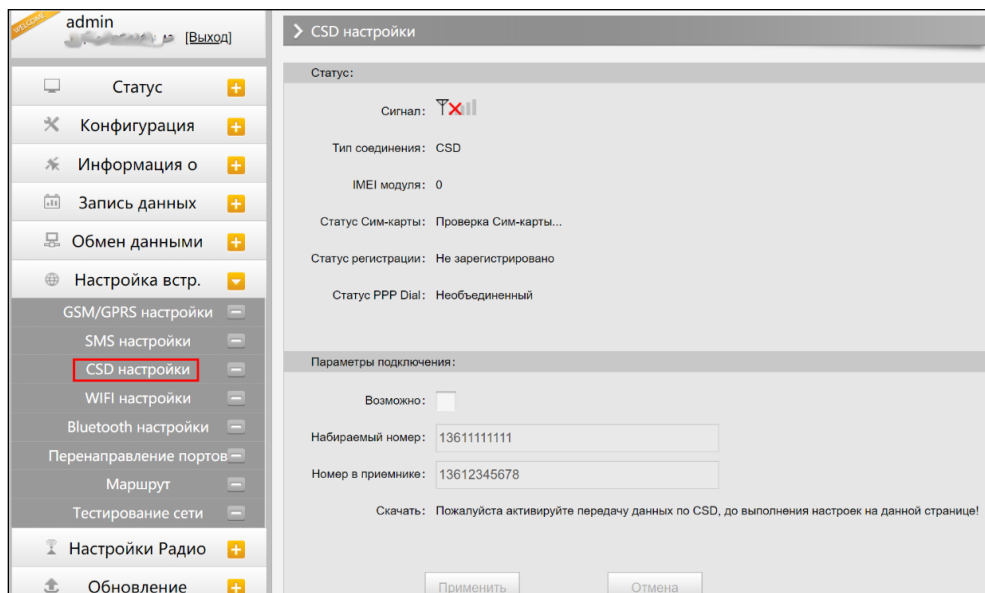 WELCOME
admin
[Выход]
Статус
Конфигурация
Информация о
Запись данных
Обмен данными
Настройка встр.
GSM/GPRS настройки
SMS настройки
CSD настройки
WIFI настройки
Bluetooth настройки
Перенаправление портов
Маршрут
Тестирование сети
Настройки Радио
Обновление
CSD настройки
Статус:
Сигнал:
Тип соединения: CSD
IMEI модуля: 0
Статус Сим-карты: Проверка Сим-карты...
Статус регистрации: Не зарегистрировано
Статус PPP Dial: Необъединенный
Параметры подключения:
Возможно:
Набираемый номер: 13611111111
Номер в приемнике: 13612345678
Скачать: Пожалуйста активируйте передачу данных по CSD, до выполнения настроек на данной странице!
Применить Отмена